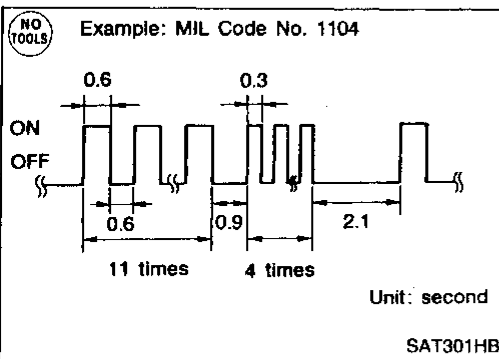 NO TOOLS
Example: MIL Code No. 1104
0.6
0.3
ON
OFF
0.6
0.9
2.1
11 times
4 times
Unit: second
SAT301HB